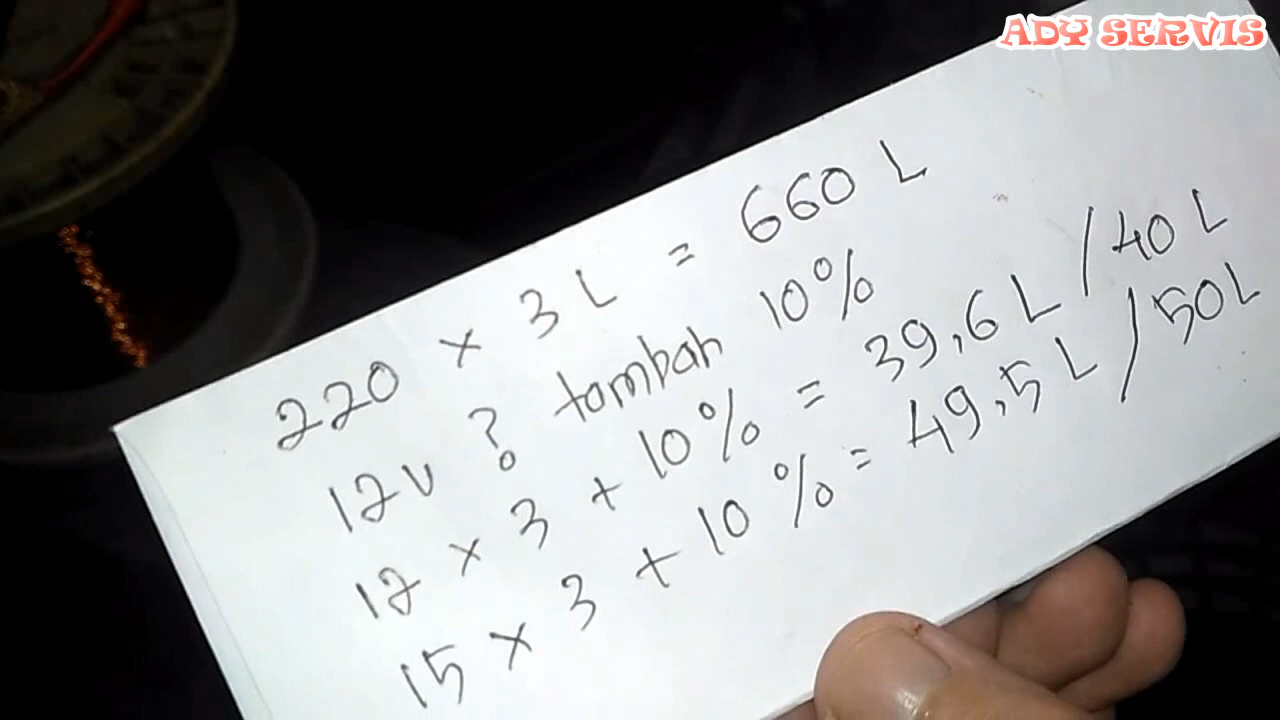 ADY SERVIS
220 x 3 L = 660 L
12v ? tambah 10%
12 x 3 + 10% = 39,6 L / 40 L
15 x 3 + 10% = 49,5 L / 50 L